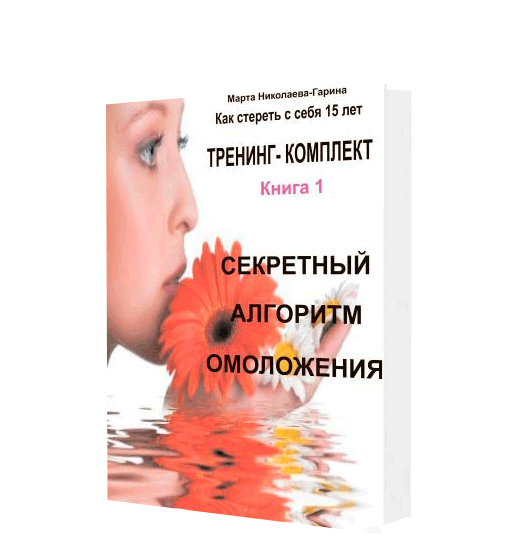 Марта Николаева-Гарина
Как стереть с себя 15 лет
ТРЕНИНГ- КОМПЛЕКТ
Книга 1
СЕКРЕТНЫЙ
АЛГОРИТМ
ОМОЛОЖЕНИЯ